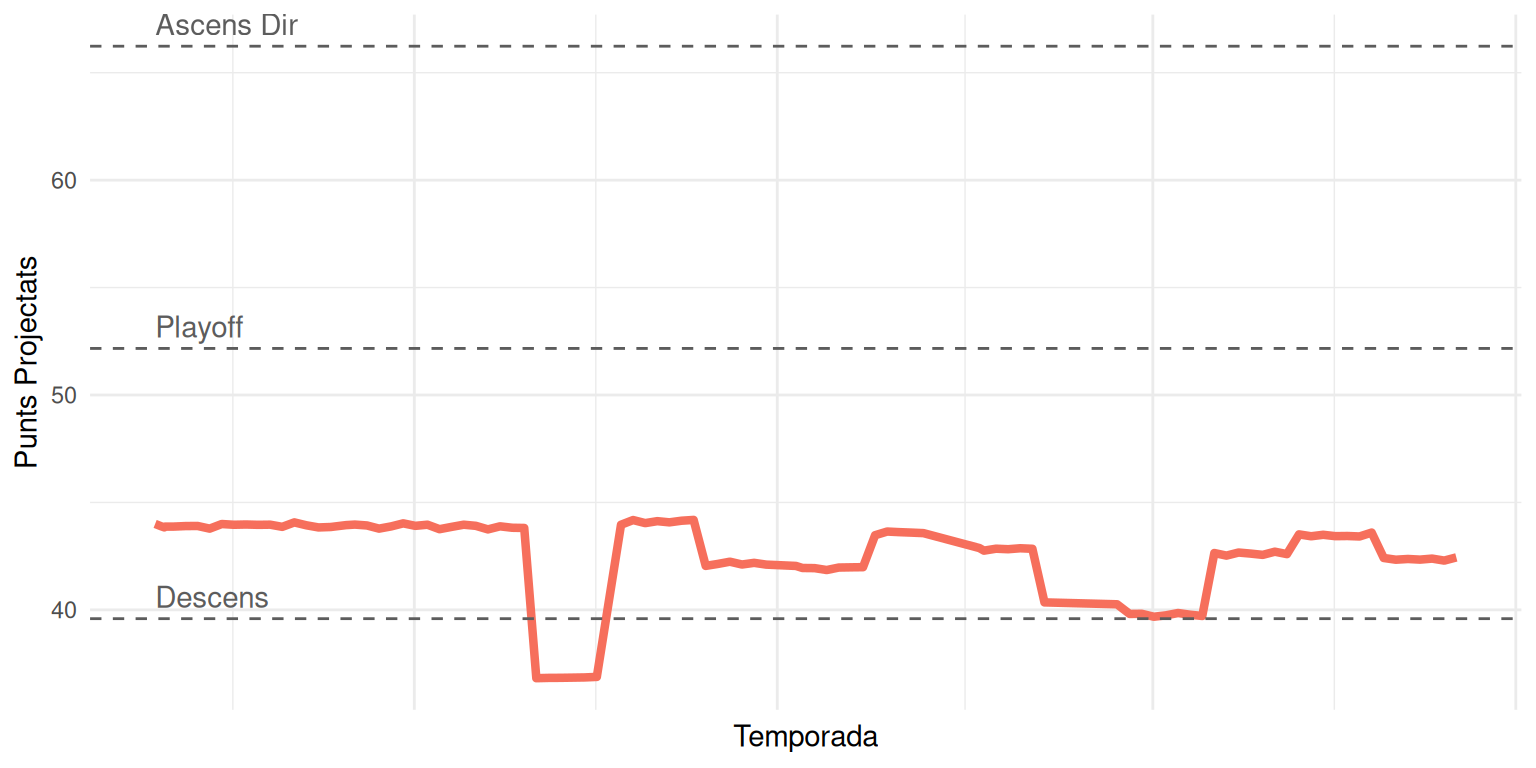 Ascens Dir
60
Playoff
50
Descens
40
Punts Projectats
Temporada